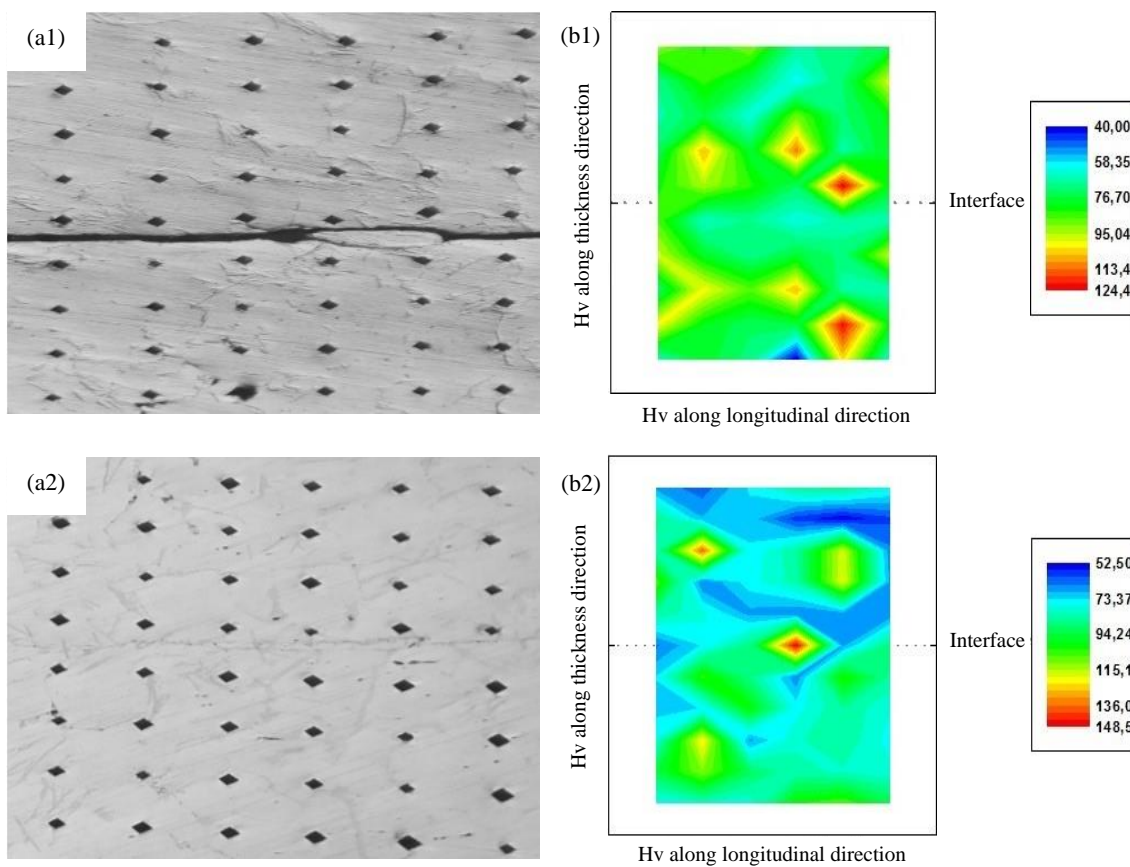 (a1)
(b1)
Hv along thickness direction
Interface
40,00
58,35
76,70
95,04
113,4
124,4
Hv along longitudinal direction
(a2)
(b2)
Hv along thickness direction
Interface
52,50
73,37
94,24
115,1
136,0
148,5
Hv along longitudinal direction